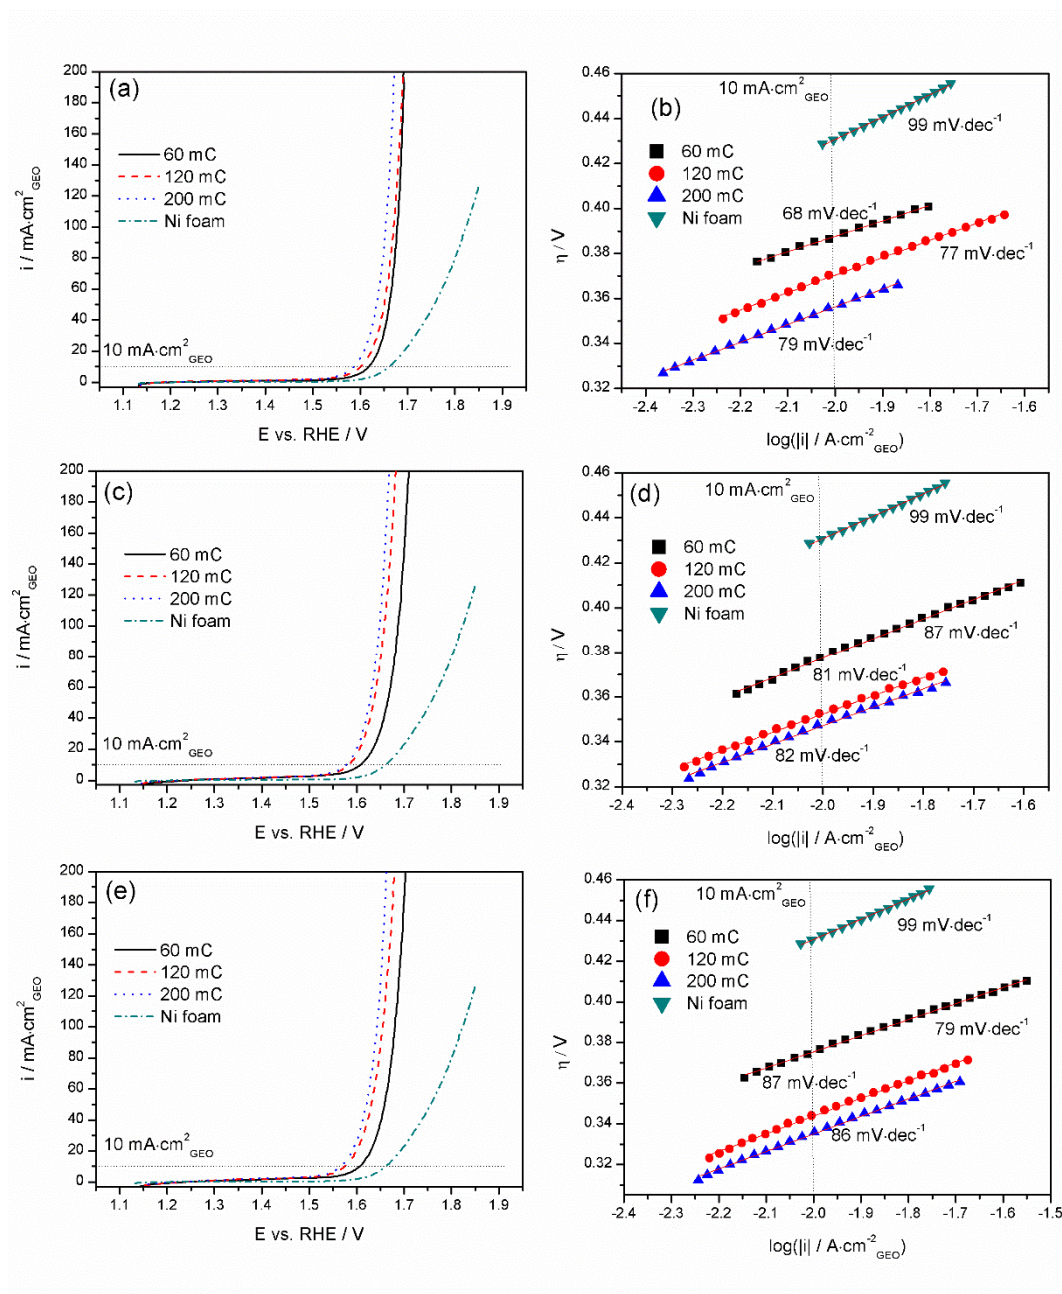 (a)
200
180
160
140
120
100
80
60
40
20
0
i / mA·cm²GEO
60 mC
120 mC
200 mC
Ni foam
10 mA·cm²GEO
1.1 1.2 1.3 1.4 1.5 1.6 1.7 1.8 1.9
E vs. RHE / V
(b)
0.46
0.44
0.42
0.40
0.38
0.36
0.34
0.32
η / V
10 mA·cm²GEO
60 mC
120 mC
200 mC
Ni foam
99 mV·dec⁻¹
68 mV·dec⁻¹
77 mV·dec⁻¹
79 mV·dec⁻¹
-2.4 -2.3 -2.2 -2.1 -2.0 -1.9 -1.8 -1.7 -1.6
log(|i| / A·cm⁻²GEO)
(c)
200
180
160
140
120
100
80
60
40
20
0
i / mA·cm²GEO
60 mC
120 mC
200 mC
Ni foam
10 mA·cm²GEO
1.1 1.2 1.3 1.4 1.5 1.6 1.7 1.8 1.9
E vs. RHE / V
(d)
0.46
0.44
0.42
0.40
0.38
0.36
0.34
0.32
η / V
10 mA·cm²GEO
60 mC
120 mC
200 mC
Ni foam
99 mV·dec⁻¹
87 mV·dec⁻¹
81 mV·dec⁻¹
82 mV·dec⁻¹
-2.4 -2.3 -2.2 -2.1 -2.0 -1.9 -1.8 -1.7 -1.6
log(|i| / A·cm⁻²GEO)
(e)
200
180
160
140
120
100
80
60
40
20
0
i / mA·cm²GEO
60 mC
120 mC
200 mC
Ni foam
10 mA·cm²GEO
1.1 1.2 1.3 1.4 1.5 1.6 1.7 1.8 1.9
E vs. RHE / V
(f)
0.46
0.44
0.42
0.40
0.38
0.36
0.34
0.32
η / V
10 mA·cm²GEO
60 mC
120 mC
200 mC
Ni foam
99 mV·dec⁻¹
79 mV·dec⁻¹
87 mV·dec⁻¹
86 mV·dec⁻¹
-2.4 -2.3 -2.2 -2.1 -2.0 -1.9 -1.8 -1.7 -1.6 -1.5
log(|i| / A·cm⁻²GEO)